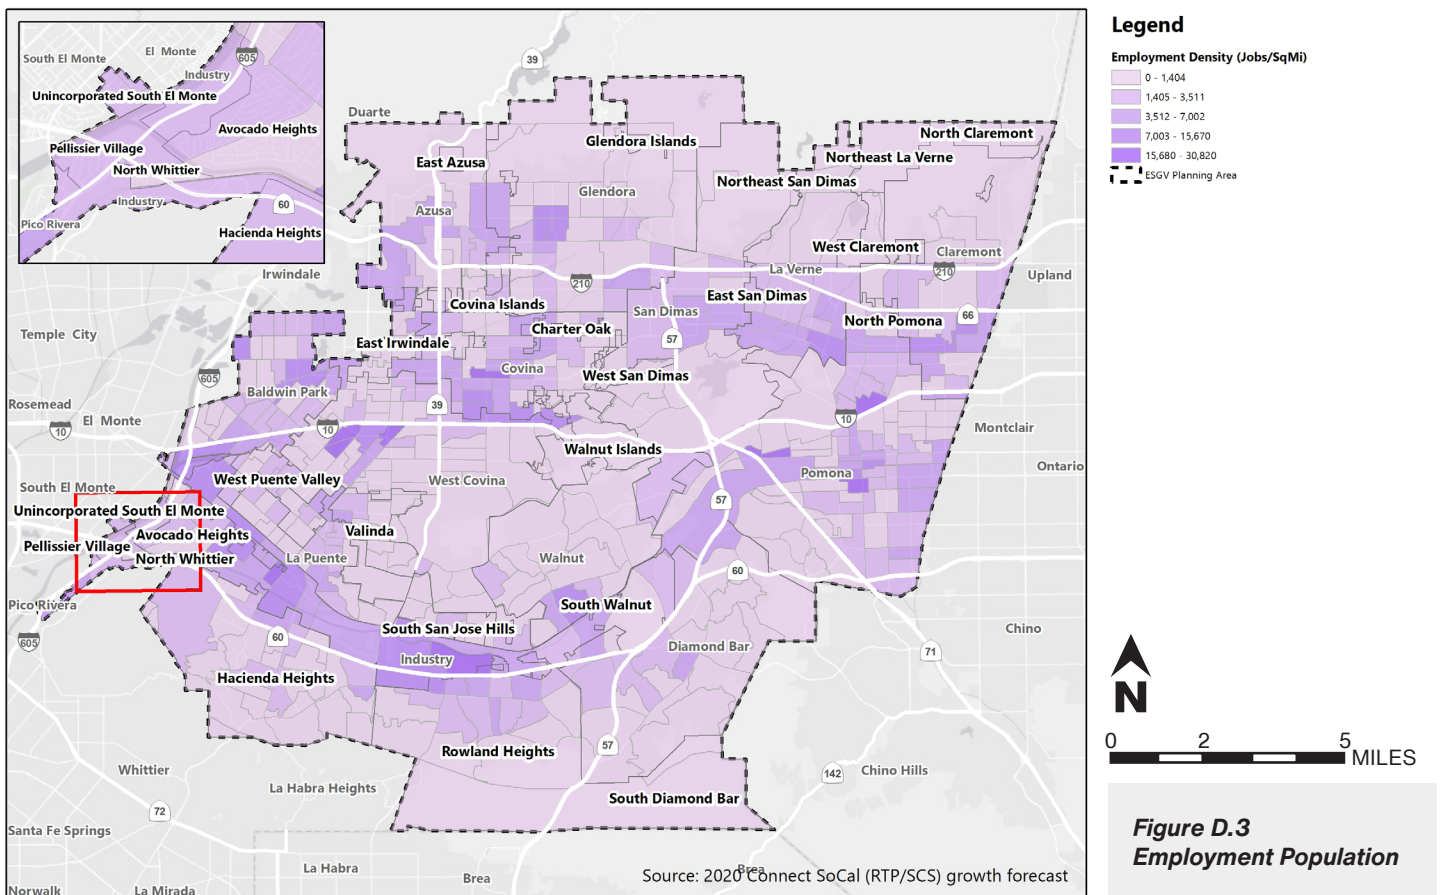 South El Monte
El Monte
605
Industry
Unincorporated South El Monte
Avocado Heights
Pellissier Village
North Whittier
Industry
60
Pico Rivera
Hacienda Heights
39
Duarte
Glendora Islands
North Claremont
East Azusa
Northeast La Verne
Northeast San Dimas
Glendora
Azusa
West Claremont
Claremont
Irwindale
La Verne
210
210
Upland
East San Dimas
Covina Islands
San Dimas
North Pomona
66
Temple City
Charter Oak
East Irwindale
57
Covina
West San Dimas
605
Baldwin Park
Rosemead
39
El Monte
10
10
10
Montclair
Walnut Islands
Ontario
South El Monte
West Puente Valley
West Covina
Pomona
57
Unincorporated South El Monte
Avocado Heights
Valinda
Pellissier Village
North Whittier
La Puente
Walnut
60
Pico Rivera
South Walnut
605
60
South San Jose Hills
Chino
Diamond Bar
71
Industry
Hacienda Heights
Rowland Heights
57
Whittier
142
Chino Hills
La Habra Heights
South Diamond Bar
72
Santa Fe Springs
La Habra
Brea
Brea
Source: 2020 Connect SoCal (RTP/SCS) growth forecast
Norwalk
La Mirada
Legend
Employment Density (Jobs/SqMi)
0 - 1,404
1,405 - 3,511
3,512 - 7,002
7,003 - 15,670
15,680 - 30,820
ESGV Planning Area
N
0 2 5
MILES
Figure D.3
Employment Population